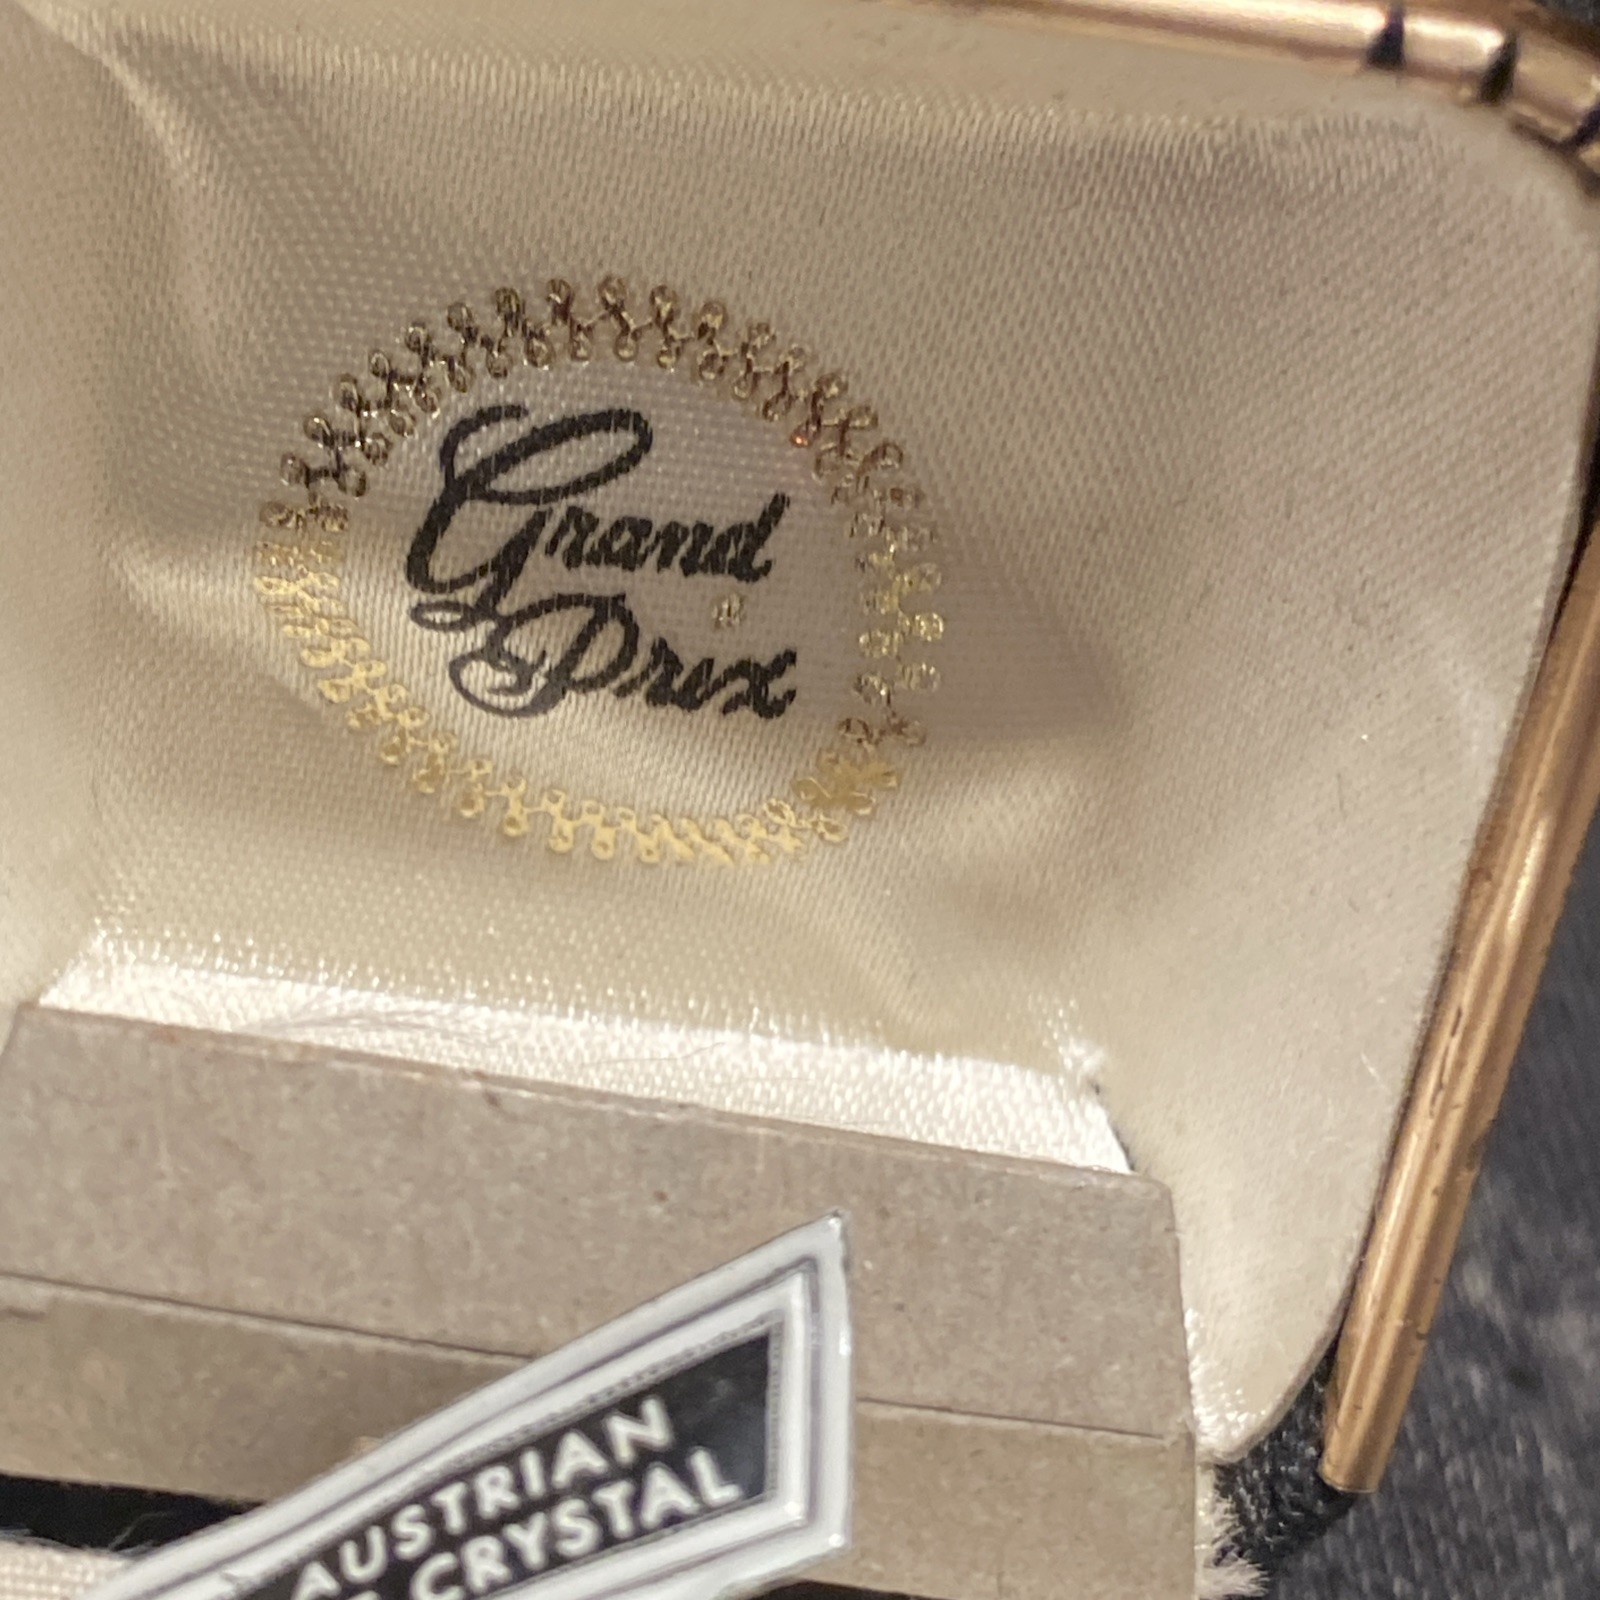 Grand
Prix
AUSTRIAN
CRYSTAL